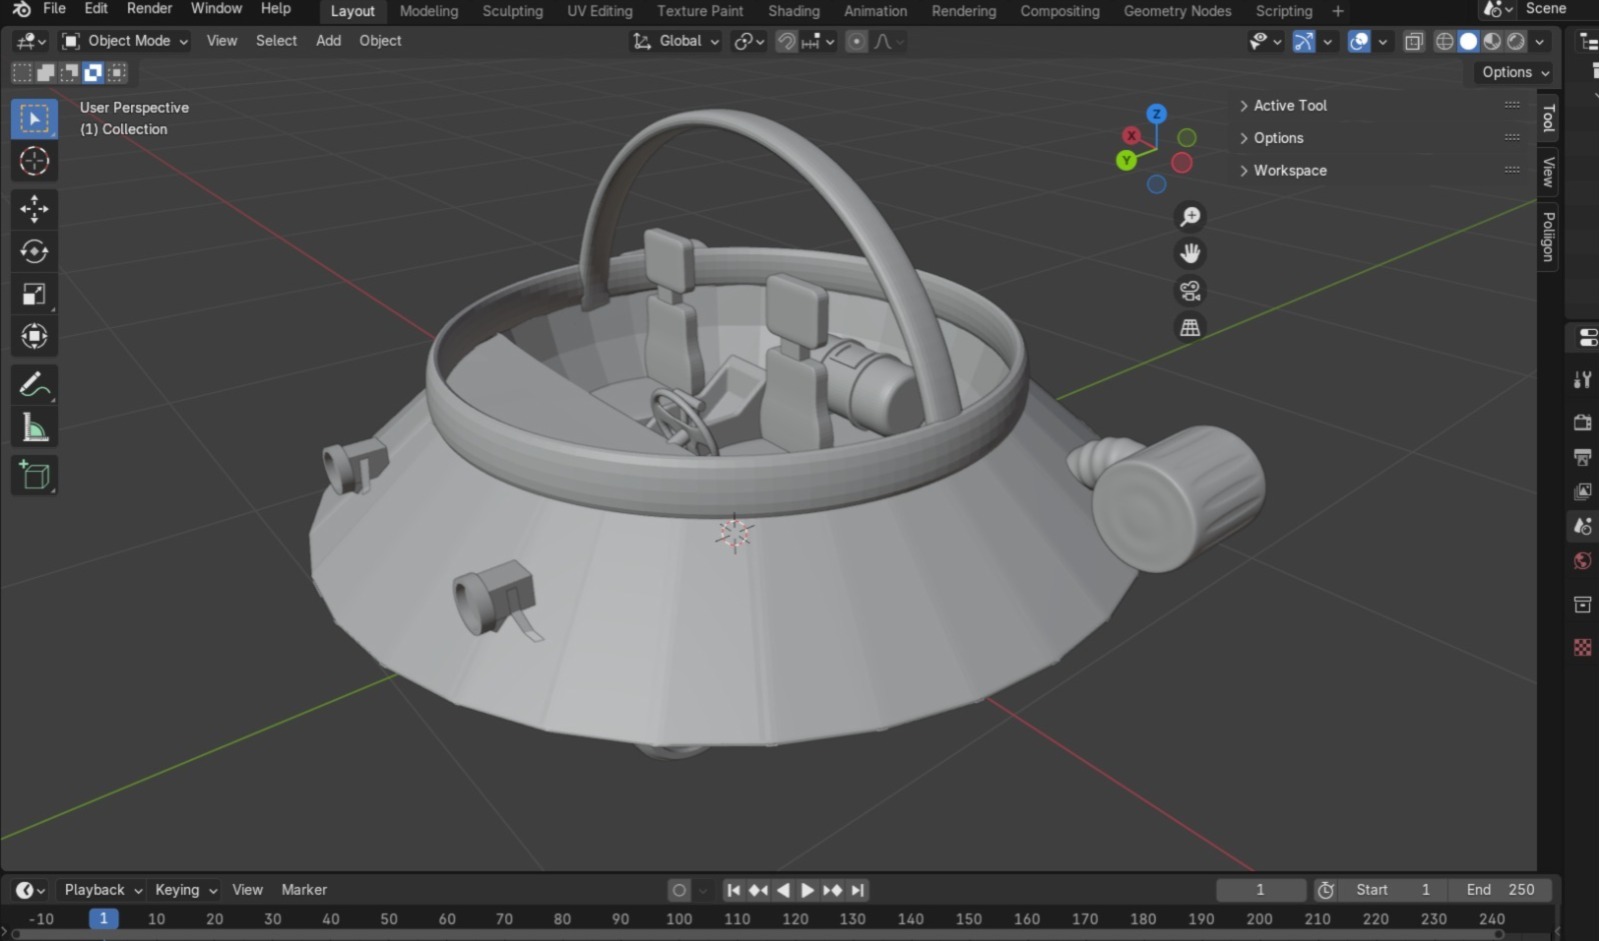 File Edit Render Window Help Layout Modeling Sculpting UV Editing Texture Paint Shading Animation Rendering Compositing Geometry Nodes Scripting + Scene
Object Mode View Select Add Object Global
Options
User Perspective
(1) Collection
Z
X
Y
Active Tool
Options
Workspace
Tool
View
Poliigon
Playback Keying View Marker 1 Start 1 End 250
-10 1 10 20 30 40 50 60 70 80 90 100 110 120 130 140 150 160 170 180 190 200 210 220 230 240